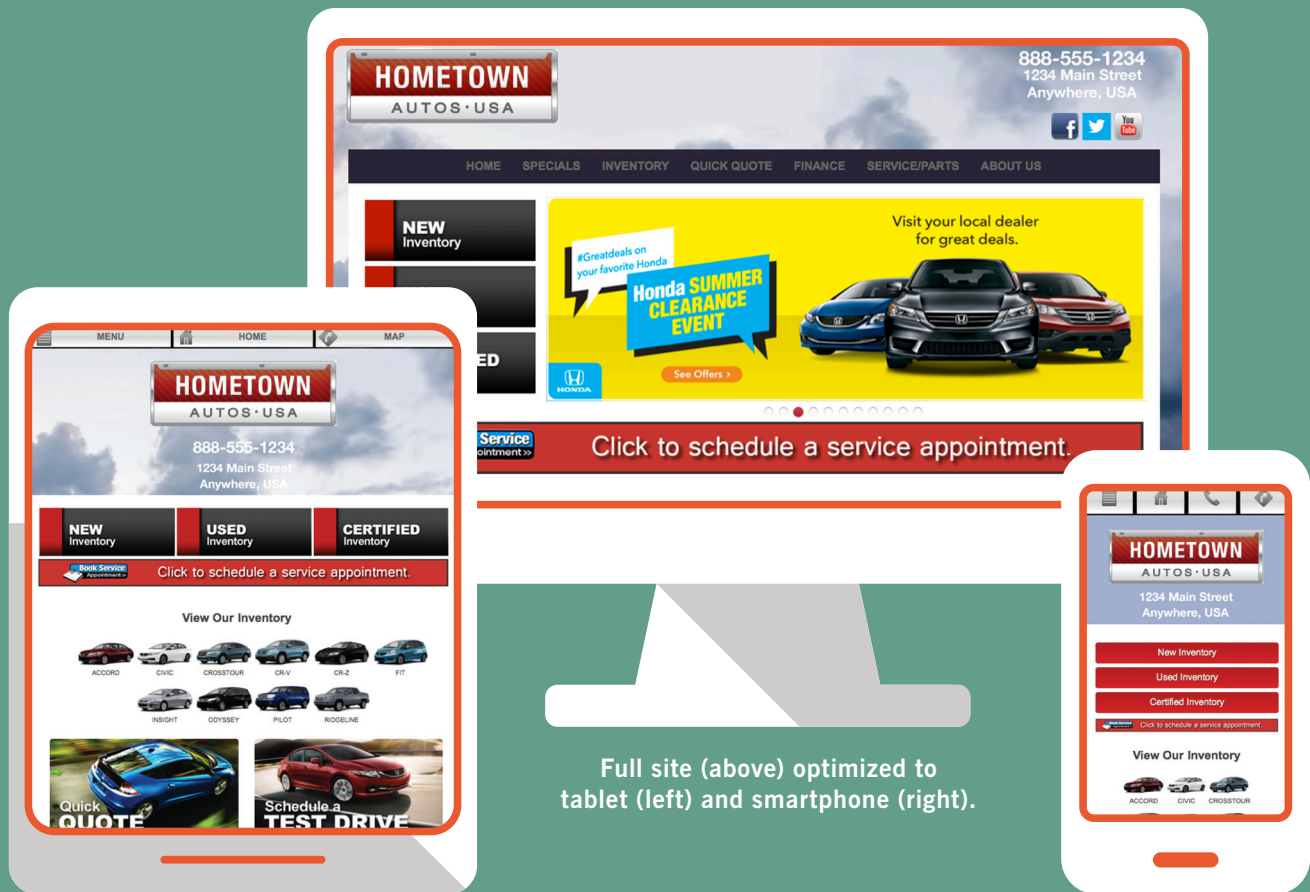 HOMETOWN
AUTOS·USA
888-555-1234
1234 Main Street
Anywhere, USA
f
You
Tube
HOME SPECIALS INVENTORY QUICK QUOTE FINANCE SERVICE/PARTS ABOUT US
NEW
Inventory
ED
#Greatdeals on
your favorite Honda
Honda SUMMER
CLEARANCE
EVENT
Visit your local dealer
for great deals.
See Offers >
HONDA
Service
ointment >>
Click to schedule a service appointment.
MENU HOME MAP
HOMETOWN
AUTOS·USA
888-555-1234
1234 Main Street
Anywhere, USA
NEW
Inventory
USED
Inventory
CERTIFIED
Inventory
Book Service
Appointment >>
Click to schedule a service appointment.
View Our Inventory
ACCORD CIVIC CROSSTOUR CR-V CR-Z FIT
INSIGHT ODYSSEY PILOT RIDGELINE
Quick
QUOTE
Schedule a
TEST DRIVE
HOMETOWN
AUTOS·USA
1234 Main Street
Anywhere, USA
New Inventory
Used Inventory
Certified Inventory
Book Service
Click to schedule a service appointment.
View Our Inventory
ACCORD CIVIC CROSSTOUR
Full site (above) optimized to
tablet (left) and smartphone (right).